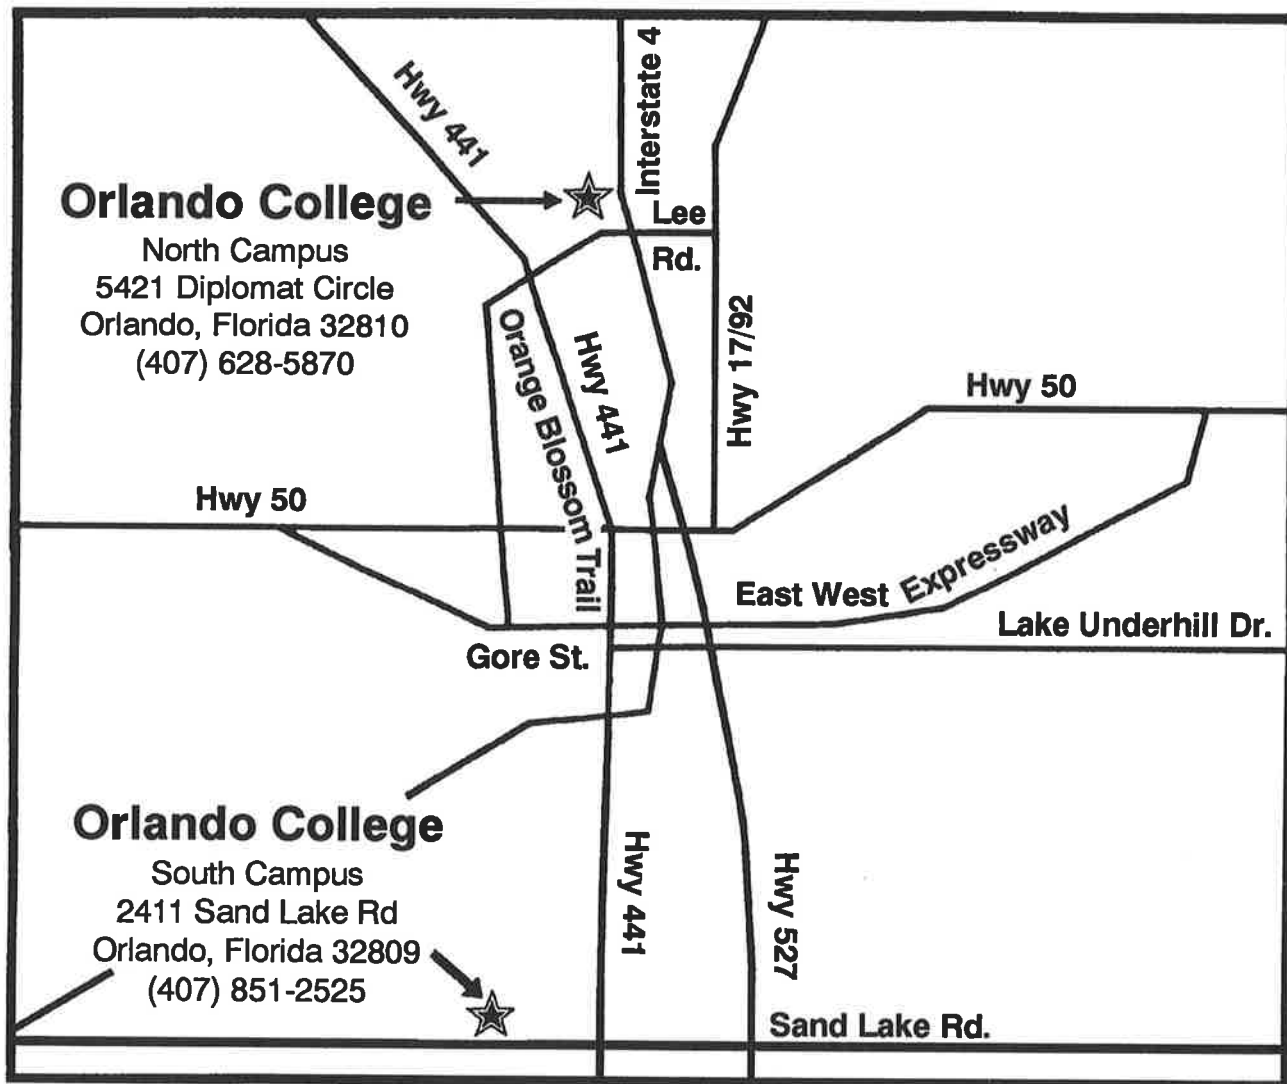 Hwy 441
Interstate 4
Orlando College
North Campus
5421 Diplomat Circle
Orlando, Florida 32810
(407) 628-5870
Lee
Rd.
Orange Blossom Trail
Hwy 441
Hwy 17/92
Hwy 50
Hwy 50
East West Expressway
Lake Underhill Dr.
Gore St.
Orlando College
South Campus
2411 Sand Lake Rd
Orlando, Florida 32809
(407) 851-2525
Hwy 441
Hwy 527
Sand Lake Rd.